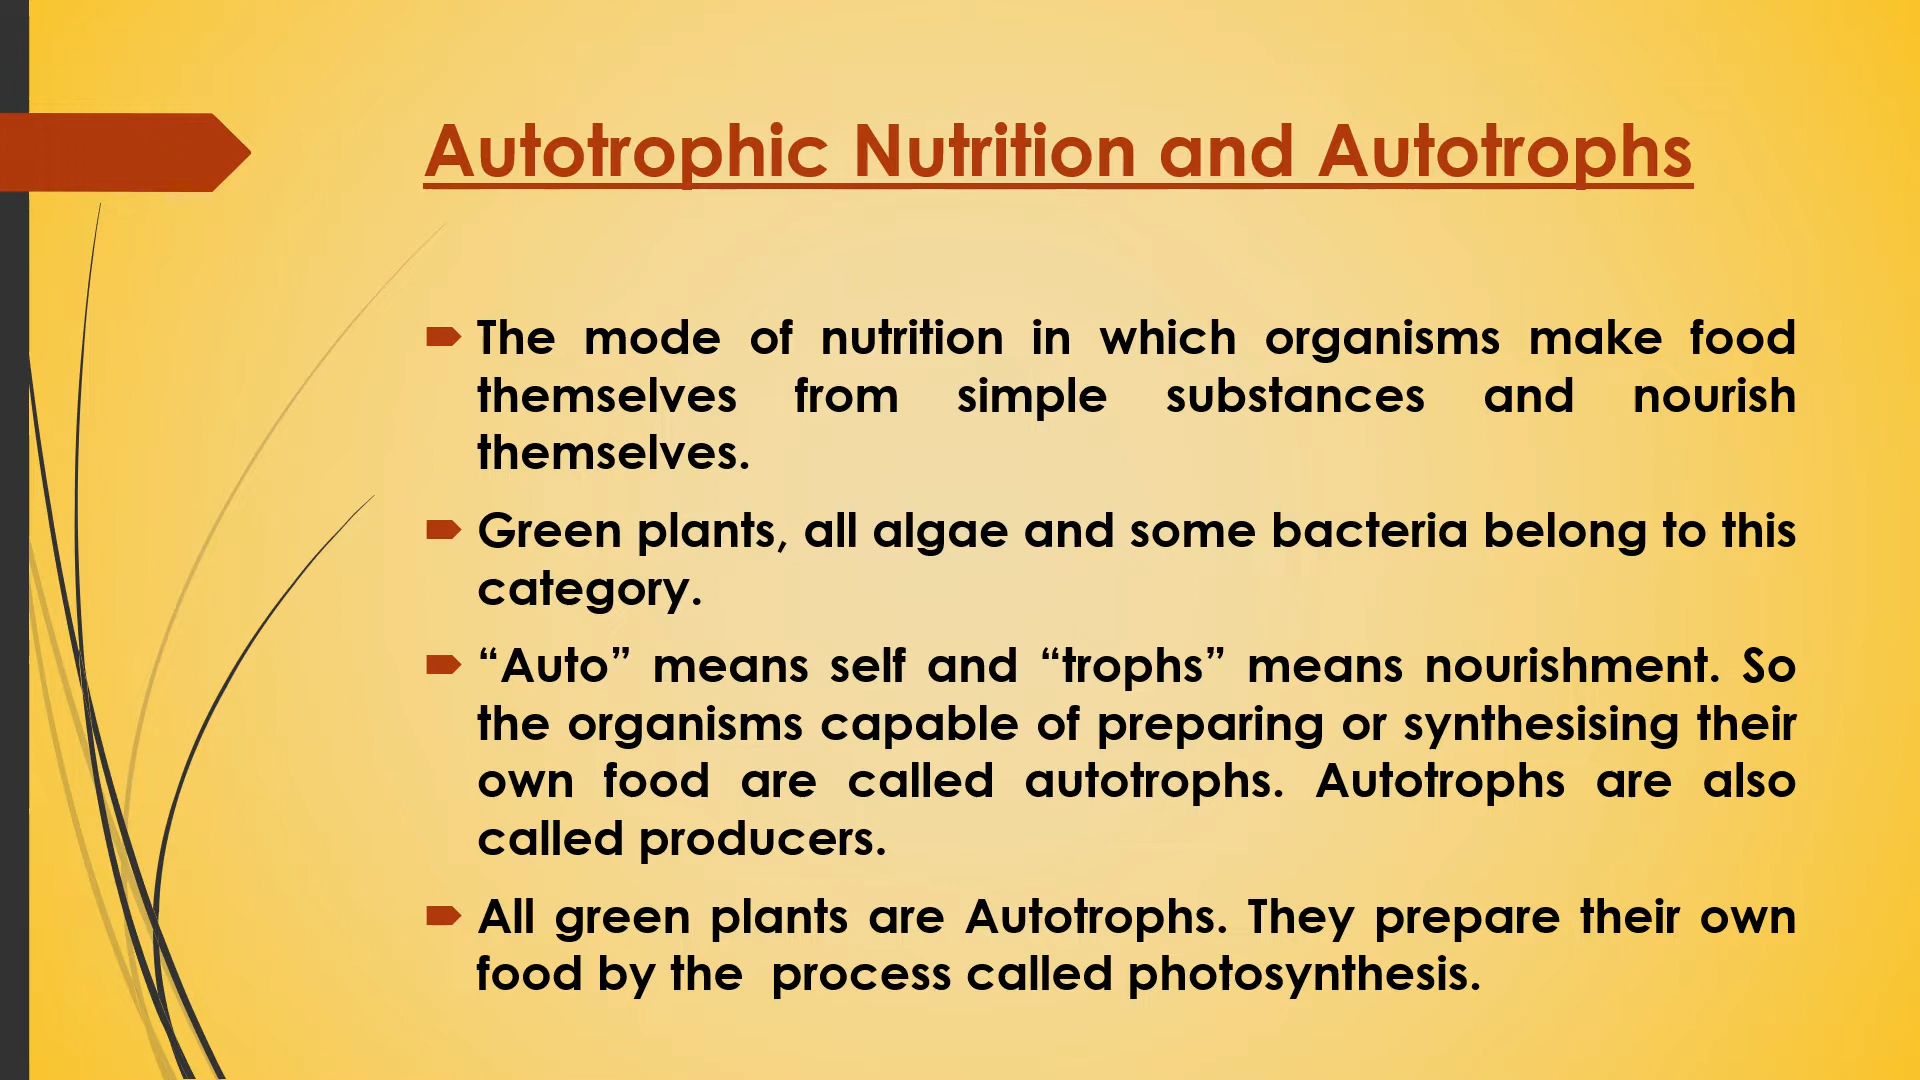 Autotrophic Nutrition and Autotrophs
The mode of nutrition in which organisms make food
themselves from simple substances and nourish
themselves.
Green plants, all algae and some bacteria belong to this
category.
“Auto” means self and “trophs” means nourishment. So
the organisms capable of preparing or synthesising their
own food are called autotrophs. Autotrophs are also
called producers.
All green plants are Autotrophs. They prepare their own
food by the process called photosynthesis.